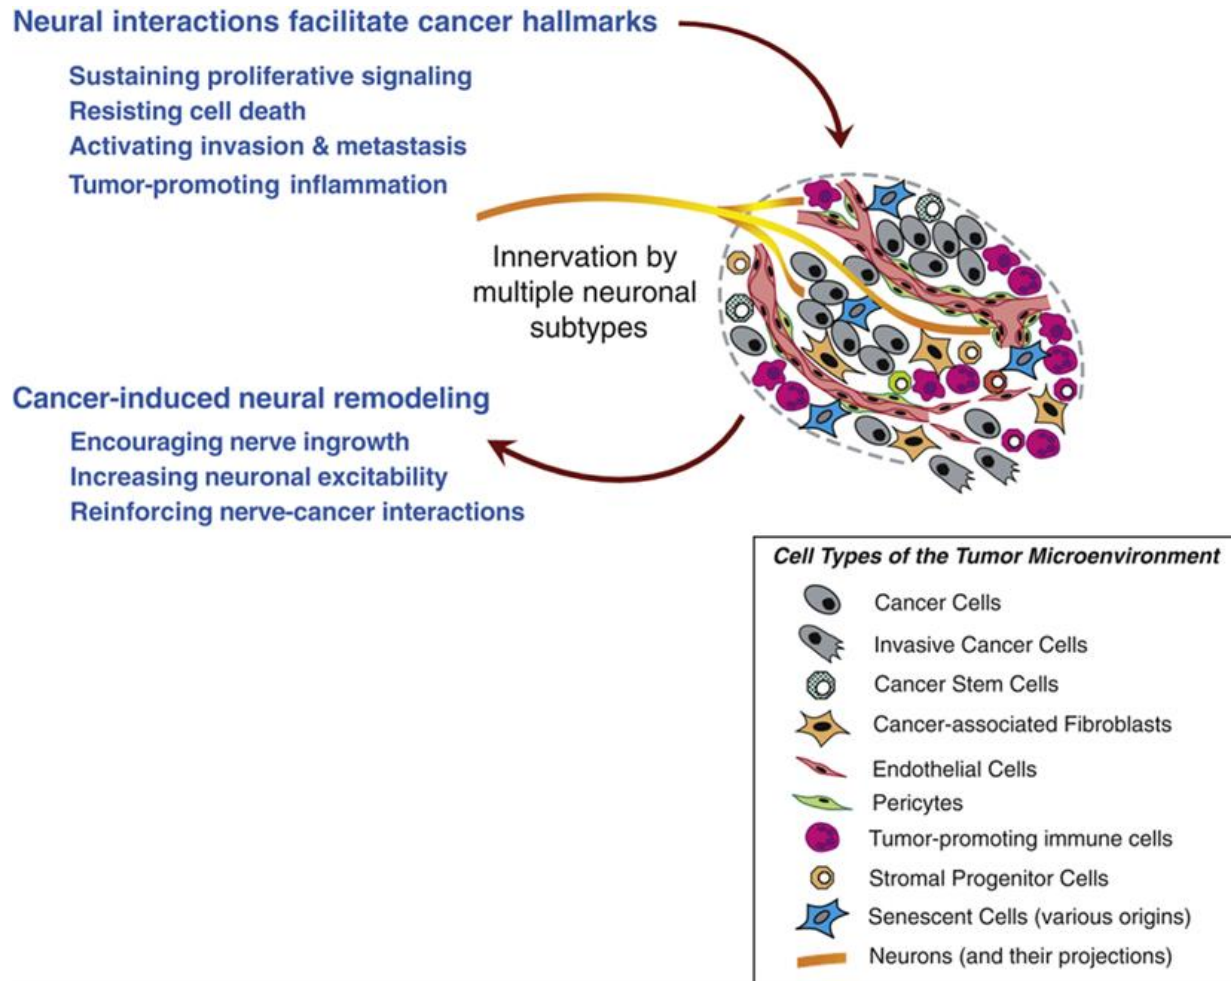 Neural interactions facilitate cancer hallmarks
Sustaining proliferative signaling
Resisting cell death
Activating invasion & metastasis
Tumor-promoting inflammation
Innervation by
multiple neuronal
subtypes
Cancer-induced neural remodeling
Encouraging nerve ingrowth
Increasing neuronal excitability
Reinforcing nerve-cancer interactions
Cell Types of the Tumor Microenvironment
Cancer Cells
Invasive Cancer Cells
Cancer Stem Cells
Cancer-associated Fibroblasts
Endothelial Cells
Pericytes
Tumor-promoting immune cells
Stromal Progenitor Cells
Senescent Cells (various origins)
Neurons (and their projections)